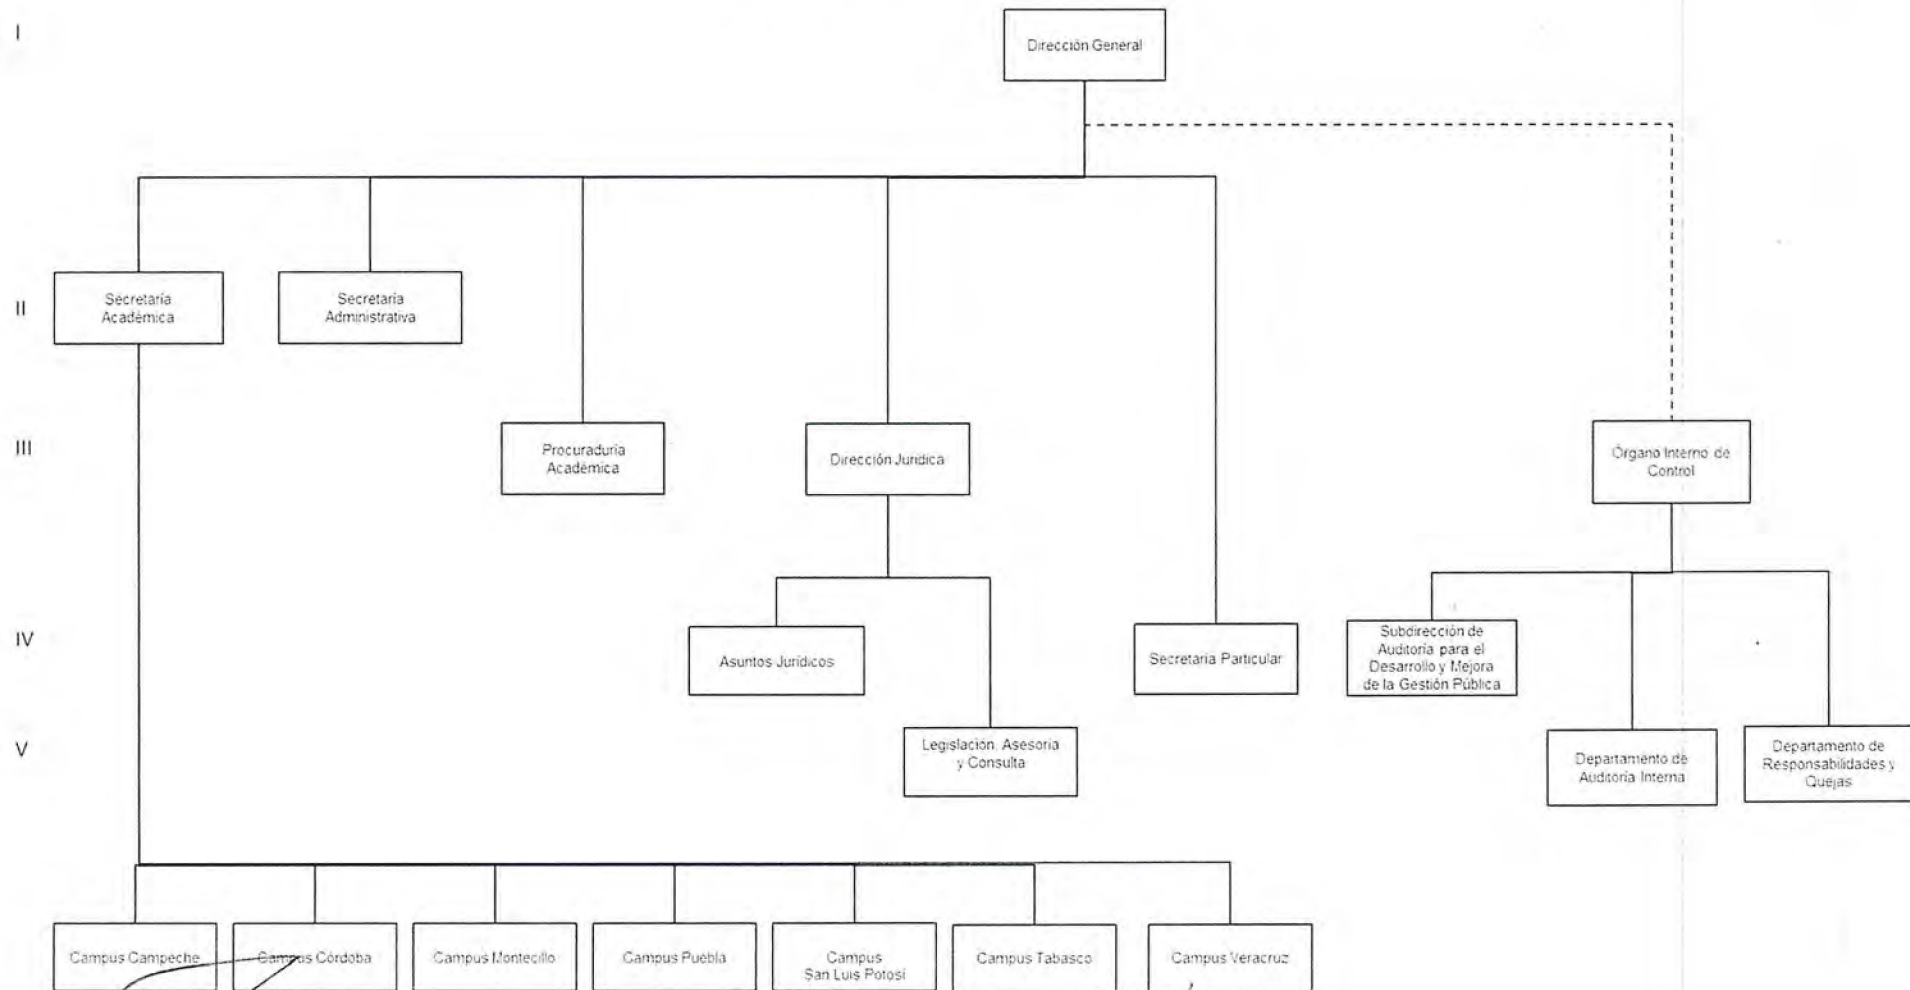 I
Dirección General
II
Secretaría
Académica
Secretaría
Administrativa
III
Procuraduría
Académica
Dirección Jurídica
Órgano Interno de
Control
IV
Asuntos Jurídicos
Secretaría Particular
Subdirección de
Auditoría para el
Desarrollo y Mejora
de la Gestión Pública
V
Legislación, Asesoría
y Consulta
Departamento de
Auditoría Interna
Departamento de
Responsabilidades y
Quejas
Campus Campeche
Campus Córdoba
Campus Montecillo
Campus Puebla
Campus
San Luis Potosí
Campus Tabasco
Campus Veracruz